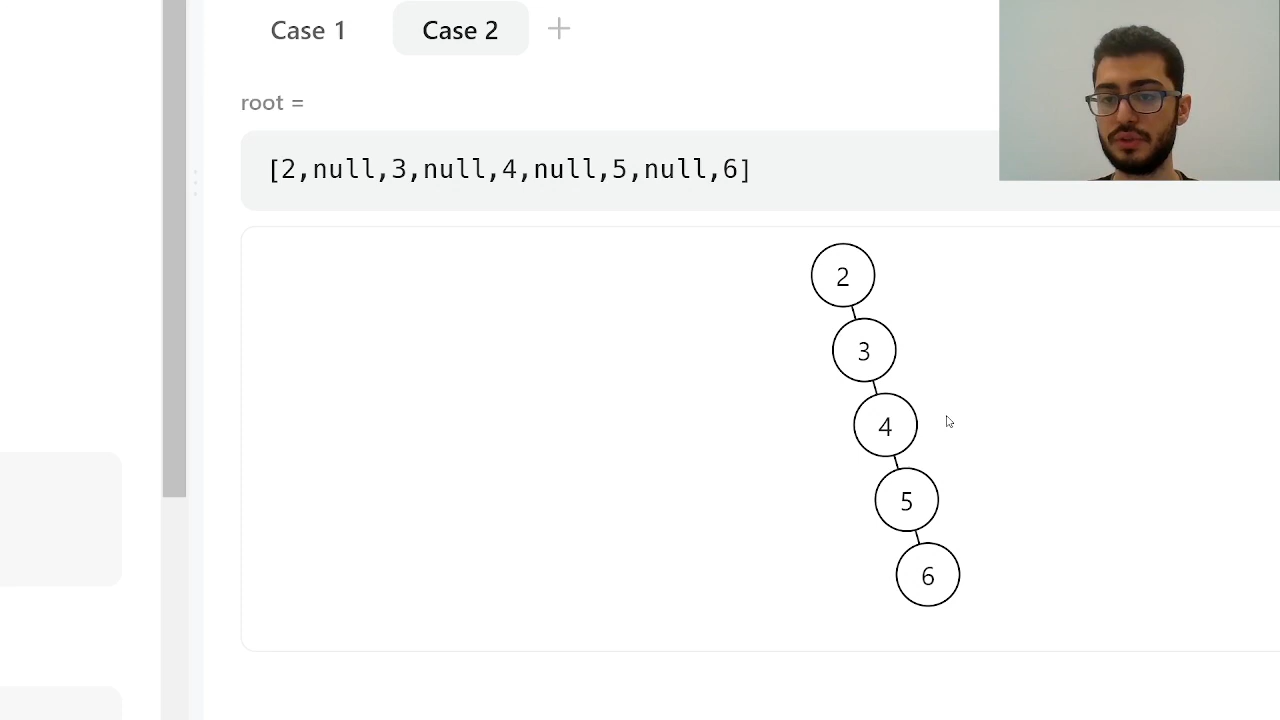 Case 1 Case 2 +
root =
[2,null,3,null,4,null,5,null,6]
2
3
4
5
6